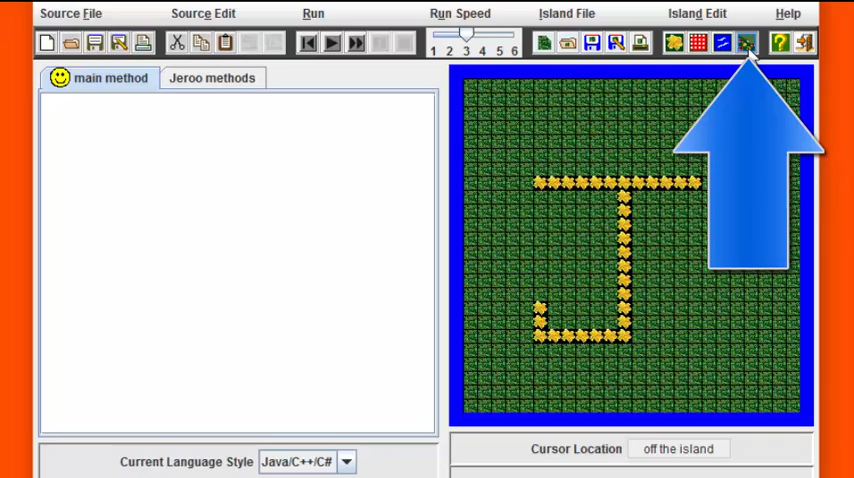 Source File Source Edit Run Run Speed Island File Island Edit Help
1 2 3 4 5 6
main method Jeroo methods
Cursor Location off the island
Current Language Style Java/C++/C#